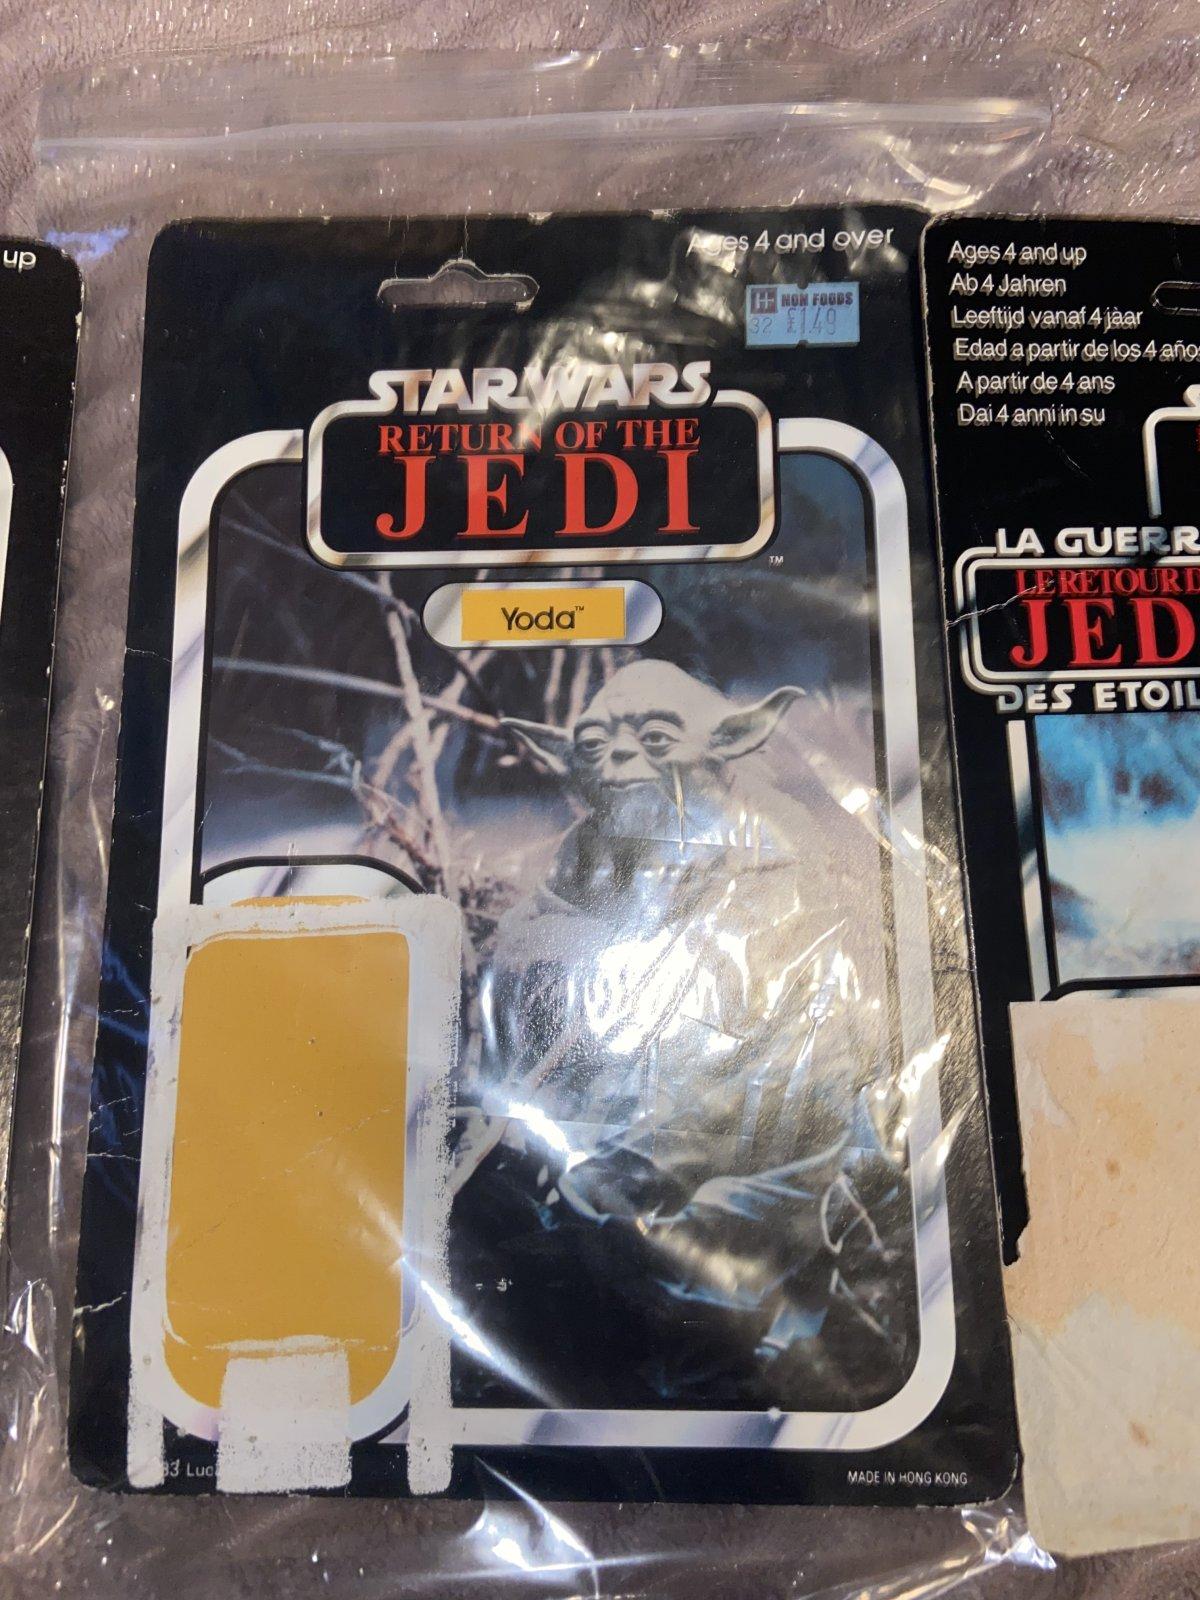 up
Ages 4 and over
NON FOODS
32 £1.49
STAR WARS
RETURN OF THE
JEDI
TM
Yoda™
MADE IN HONG KONG
Ages 4 and up
Ab 4 Jahren
Leeftijd vanaf 4 jàar
Edad a partir de los 4 años
A partir de 4 ans
Dai 4 anni in su
LA GUERR
LE RETOUR D
JED
DES ETOIL